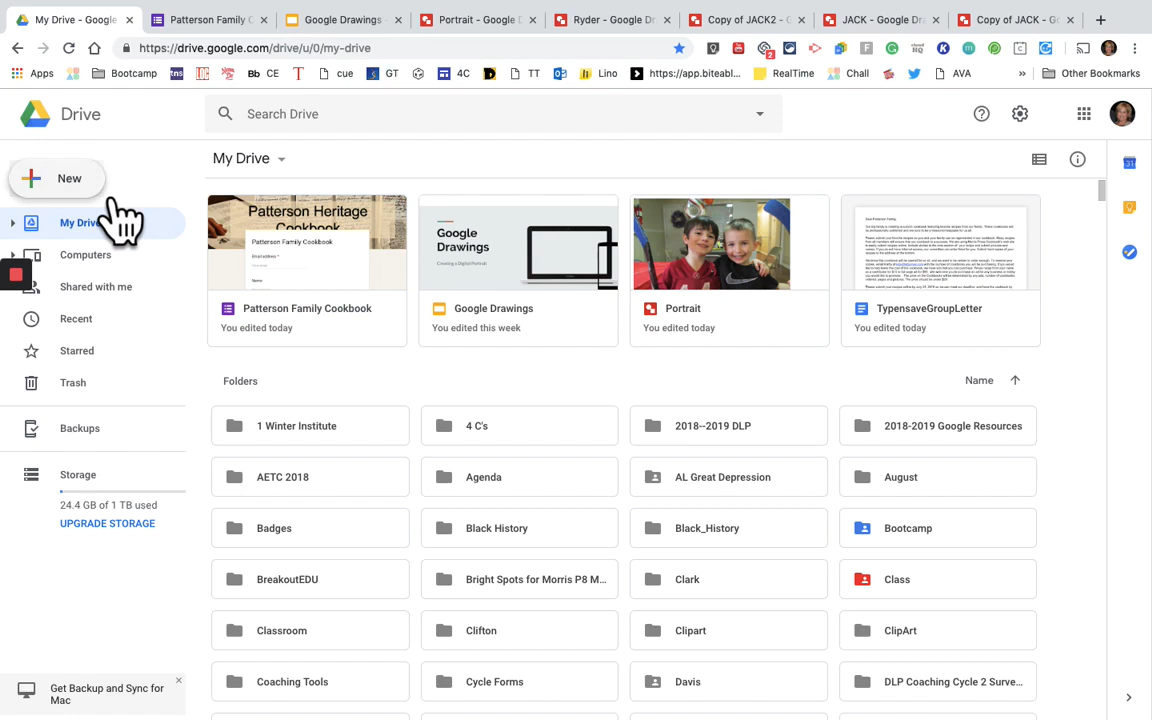 My Drive - Google
Patterson Family C
Google Drawings -
Portrait - Google D
Ryder - Google Dr
Copy of JACK2 - G
JACK - Google Dra
Copy of JACK - Go
https://drive.google.com/drive/u/0/my-drive
Apps
Bootcamp
tns
Bb CE
cue
GT
4C
TT
Lino
https://app.biteabl...
RealTime
Chall
AVA
»
Other Bookmarks
Drive
Search Drive
New
My Drive
My Driv
Computers
Shared with me
Recent
Starred
Trash
Backups
Storage
24.4 GB of 1 TB used
UPGRADE STORAGE
Get Backup and Sync for
Mac
Patterson Heritage
Cookbook
Patterson Family Cookbook
Google
Drawings
Patterson Family Cookbook
You edited today
Google Drawings
You edited this week
Portrait
You edited today
TypensaveGroupLetter
You edited today
Folders
Name
1 Winter Institute
4 C's
2018--2019 DLP
2018-2019 Google Resources
AETC 2018
Agenda
AL Great Depression
August
Badges
Black History
Black_History
Bootcamp
BreakoutEDU
Bright Spots for Morris P8 M...
Clark
Class
Classroom
Clifton
Clipart
ClipArt
Coaching Tools
Cycle Forms
Davis
DLP Coaching Cycle 2 Surve...